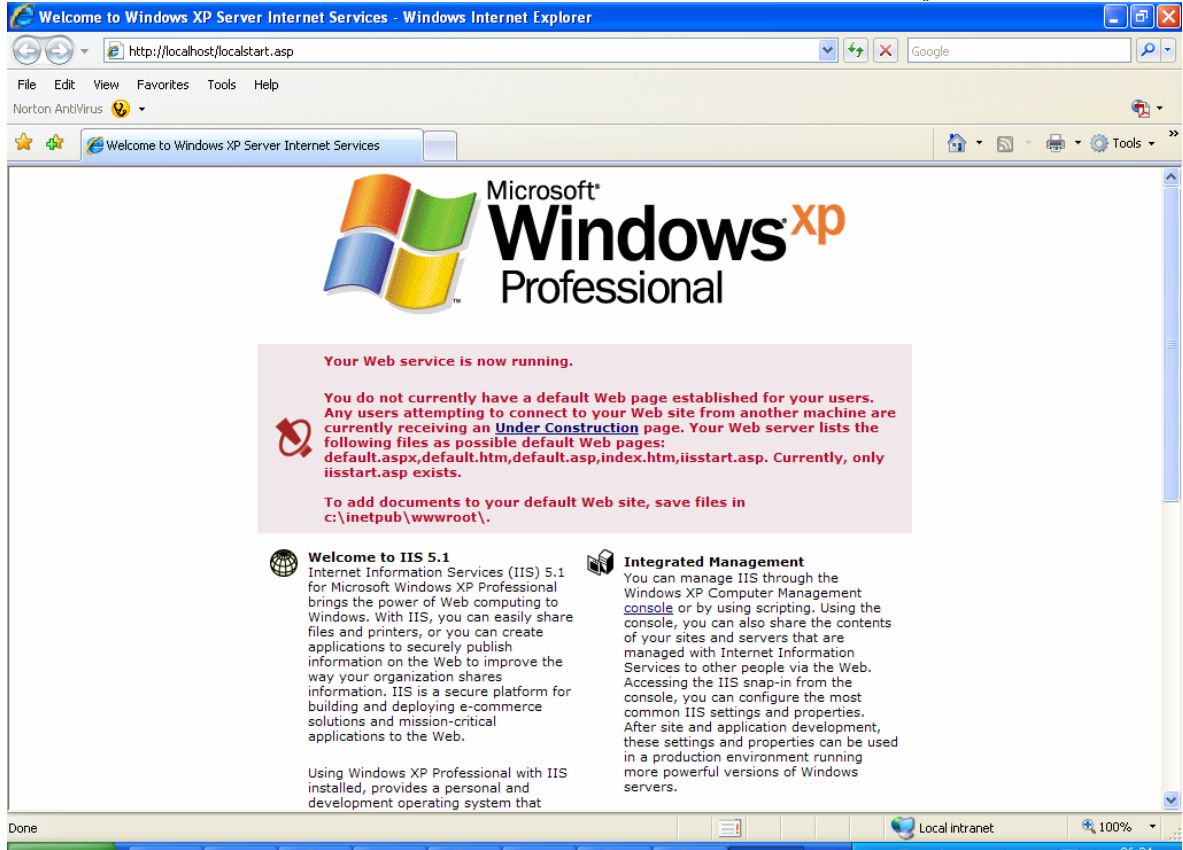 Welcome to Windows XP Server Internet Services - Windows Internet Explorer
http://localhost/localstart.asp
Google
File Edit View Favorites Tools Help
Norton AntiVirus
Welcome to Windows XP Server Internet Services
Tools
Microsoft
Windows xp
Professional
Your Web service is now running.
You do not currently have a default Web page established for your users.
Any users attempting to connect to your Web site from another machine are
currently receiving an Under Construction page. Your Web server lists the
following files as possible default Web pages:
default.aspx,default.htm,default.asp,index.htm,iisstart.asp. Currently, only
iisstart.asp exists.
To add documents to your default Web site, save files in
c:\inetpub\wwwroot\.
Welcome to IIS 5.1
Internet Information Services (IIS) 5.1
for Microsoft Windows XP Professional
brings the power of Web computing to
Windows. With IIS, you can easily share
files and printers, or you can create
applications to securely publish
information on the Web to improve the
way your organization shares
information. IIS is a secure platform for
building and deploying e-commerce
solutions and mission-critical
applications to the Web.
Using Windows XP Professional with IIS
installed, provides a personal and
development operating system that
Integrated Management
You can manage IIS through the
Windows XP Computer Management
console or by using scripting. Using the
console, you can also share the contents
of your sites and servers that are
managed with Internet Information
Services to other people via the Web.
Accessing the IIS snap-in from the
console, you can configure the most
common IIS settings and properties.
After site and application development,
these settings and properties can be used
in a production environment running
more powerful versions of Windows
servers.
Done
Local intranet
100%